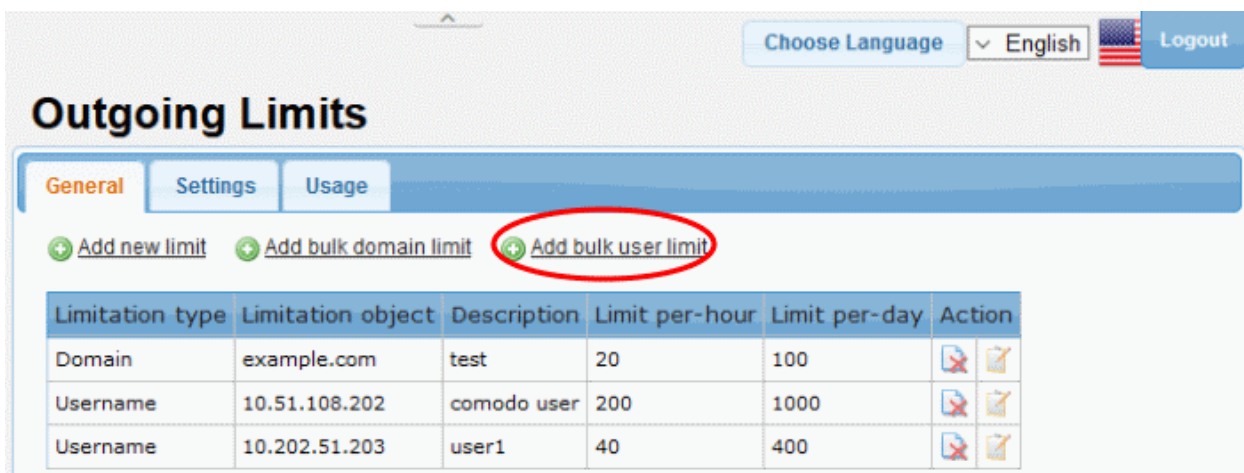 Choose Language English Logout
Outgoing Limits
General Settings Usage
Add new limit Add bulk domain limit Add bulk user limit
Limitation type Limitation object Description Limit per-hour Limit per-day Action
Domain example.com test 20 100
Username 10.51.108.202 comodo user 200 1000
Username 10.202.51.203 user1 40 400